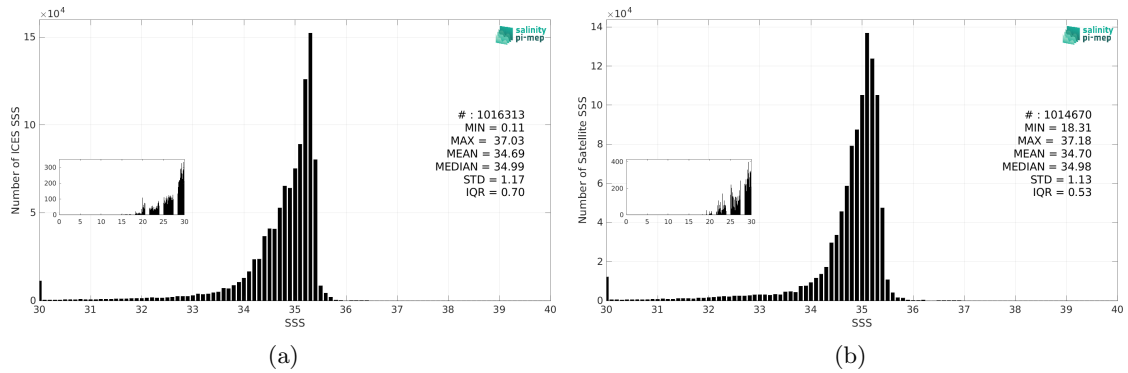 ×10⁴
15
10
5
0
Number of ICES SSS
salinity
pi-mep
# : 1016313
MIN = 0.11
MAX = 37.03
MEAN = 34.69
MEDIAN = 34.99
STD = 1.17
IQR = 0.70
300
200
100
0
0 5 10 15 20 25 30
30 31 32 33 34 35 36 37 38 39 40
SSS
(a)
×10⁴
14
12
10
8
6
4
2
0
Number of Satellite SSS
salinity
pi-mep
# : 1014670
MIN = 18.31
MAX = 37.18
MEAN = 34.70
MEDIAN = 34.98
STD = 1.13
IQR = 0.53
400
200
0
0 5 10 15 20 25 30
30 31 32 33 34 35 36 37 38 39 40
SSS
(b)